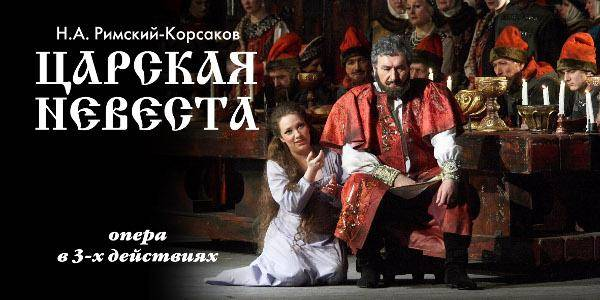 Н.А. Римский-Корсаков
ЦАРСКАЯ
НЕВЕСТА
опера
в 3-х действиях